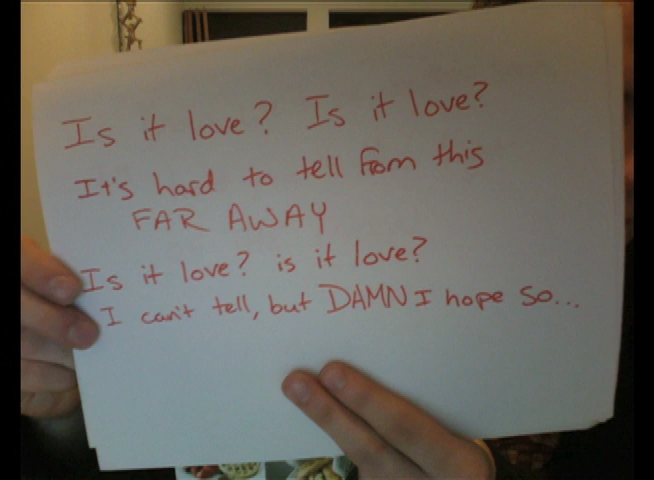 Is it love? Is it love?
It's hard to tell from this
FAR AWAY
Is it love? is it love?
I can't tell, but DAMN I hope so...